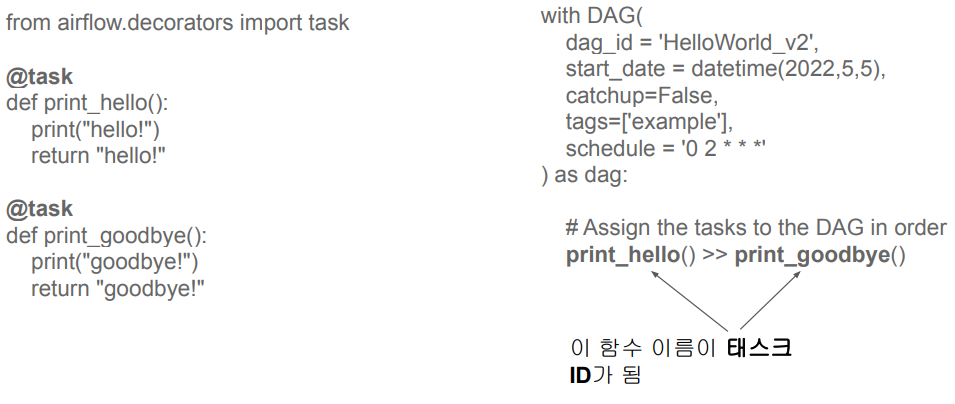 from airflow.decorators import task
@task
def print_hello():
print("hello!")
return "hello!"
@task
def print_goodbye():
print("goodbye!")
return "goodbye!"
with DAG(
dag_id = 'HelloWorld_v2',
start_date = datetime(2022,5,5),
catchup=False,
tags=['example'],
schedule = '0 2 * * *'
) as dag:
# Assign the tasks to the DAG in order
print_hello() >> print_goodbye()
이 함수 이름이 태스크
ID가 됨